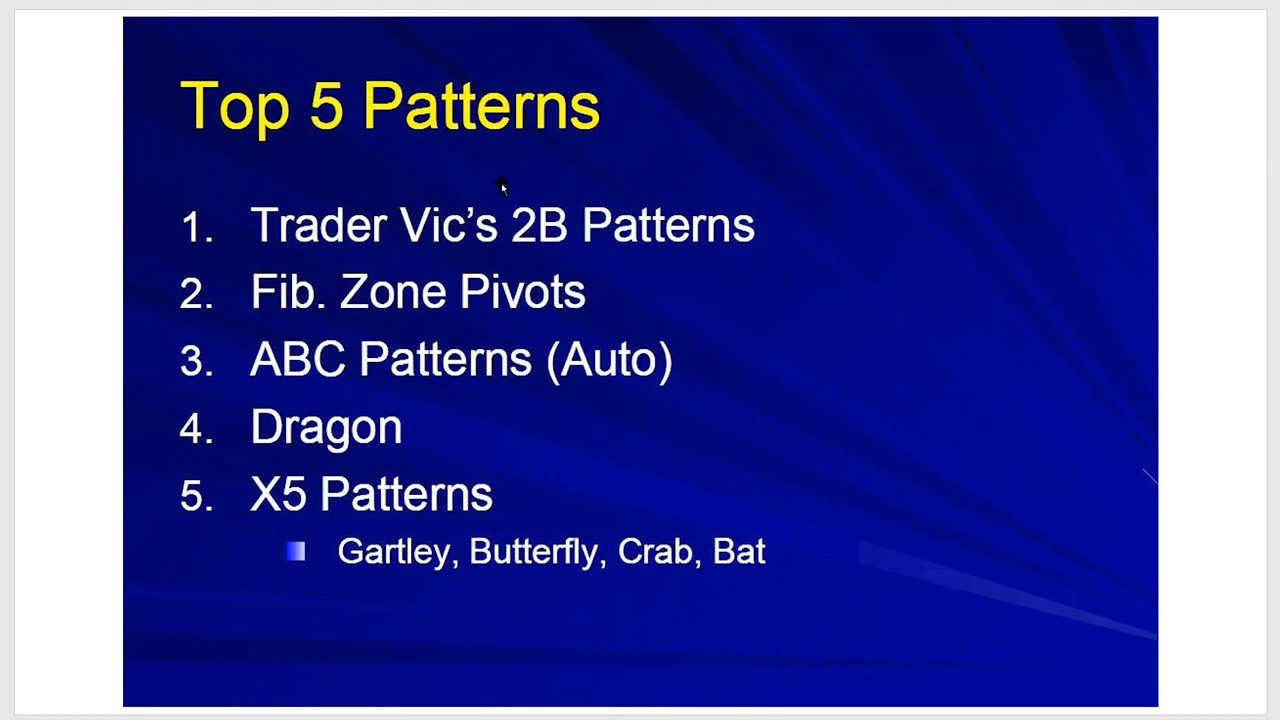 Top 5 Patterns
1. Trader Vic’s 2B Patterns
2. Fib. Zone Pivots
3. ABC Patterns (Auto)
4. Dragon
5. X5 Patterns
Gartley, Butterfly, Crab, Bat